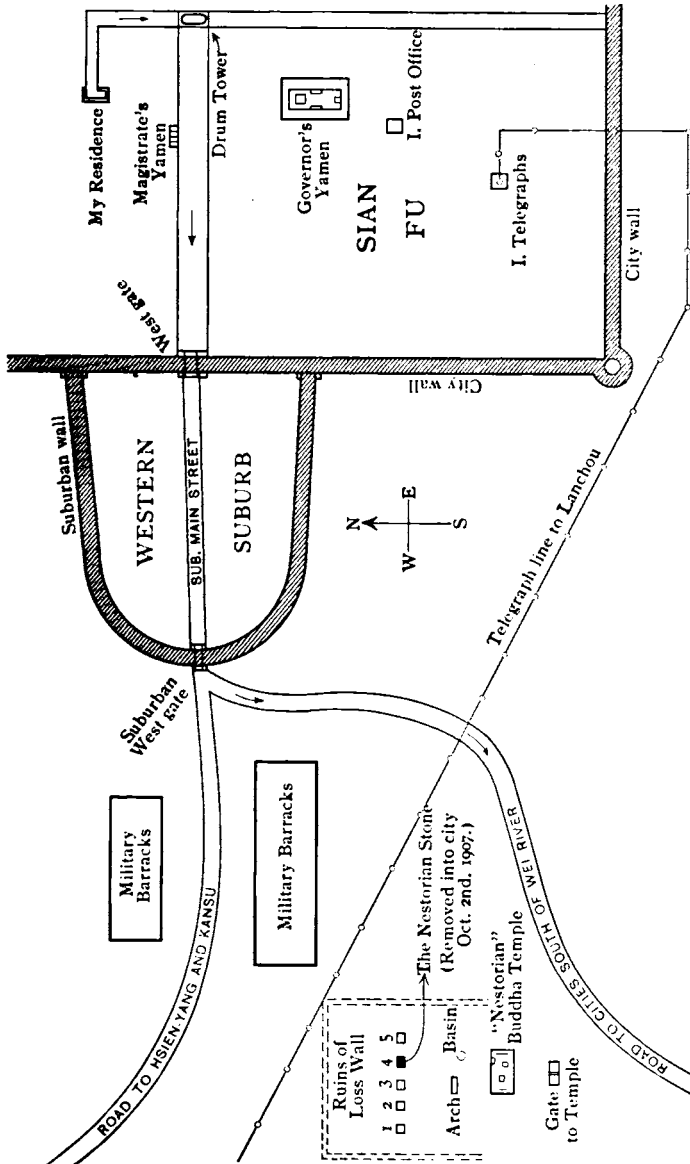 My Residence
Magistrate's
Yamen
Drum Tower
Governor's
Yamen
I. Post Office
SIAN
FU
I. Telegraphs
West gate
City wall
City wall
Suburban wall
WESTERN
SUBURB
SUB. MAIN STREET
N
W
E
S
Telegraph line to Lanchou
Suburban
West gate
Military
Barracks
Military Barracks
ROAD TO HSIEN-YANG AND KANSU
ROAD TO CITIES SOUTH OF WEI RIVER
The Nestorian Stone
(Removed into city
Oct. 2nd. 1907.)
Ruins of
Loss Wall
1 2 3 4 5
Arch
Basin
"Nestorian"
Buddha Temple
Gate
to Temple